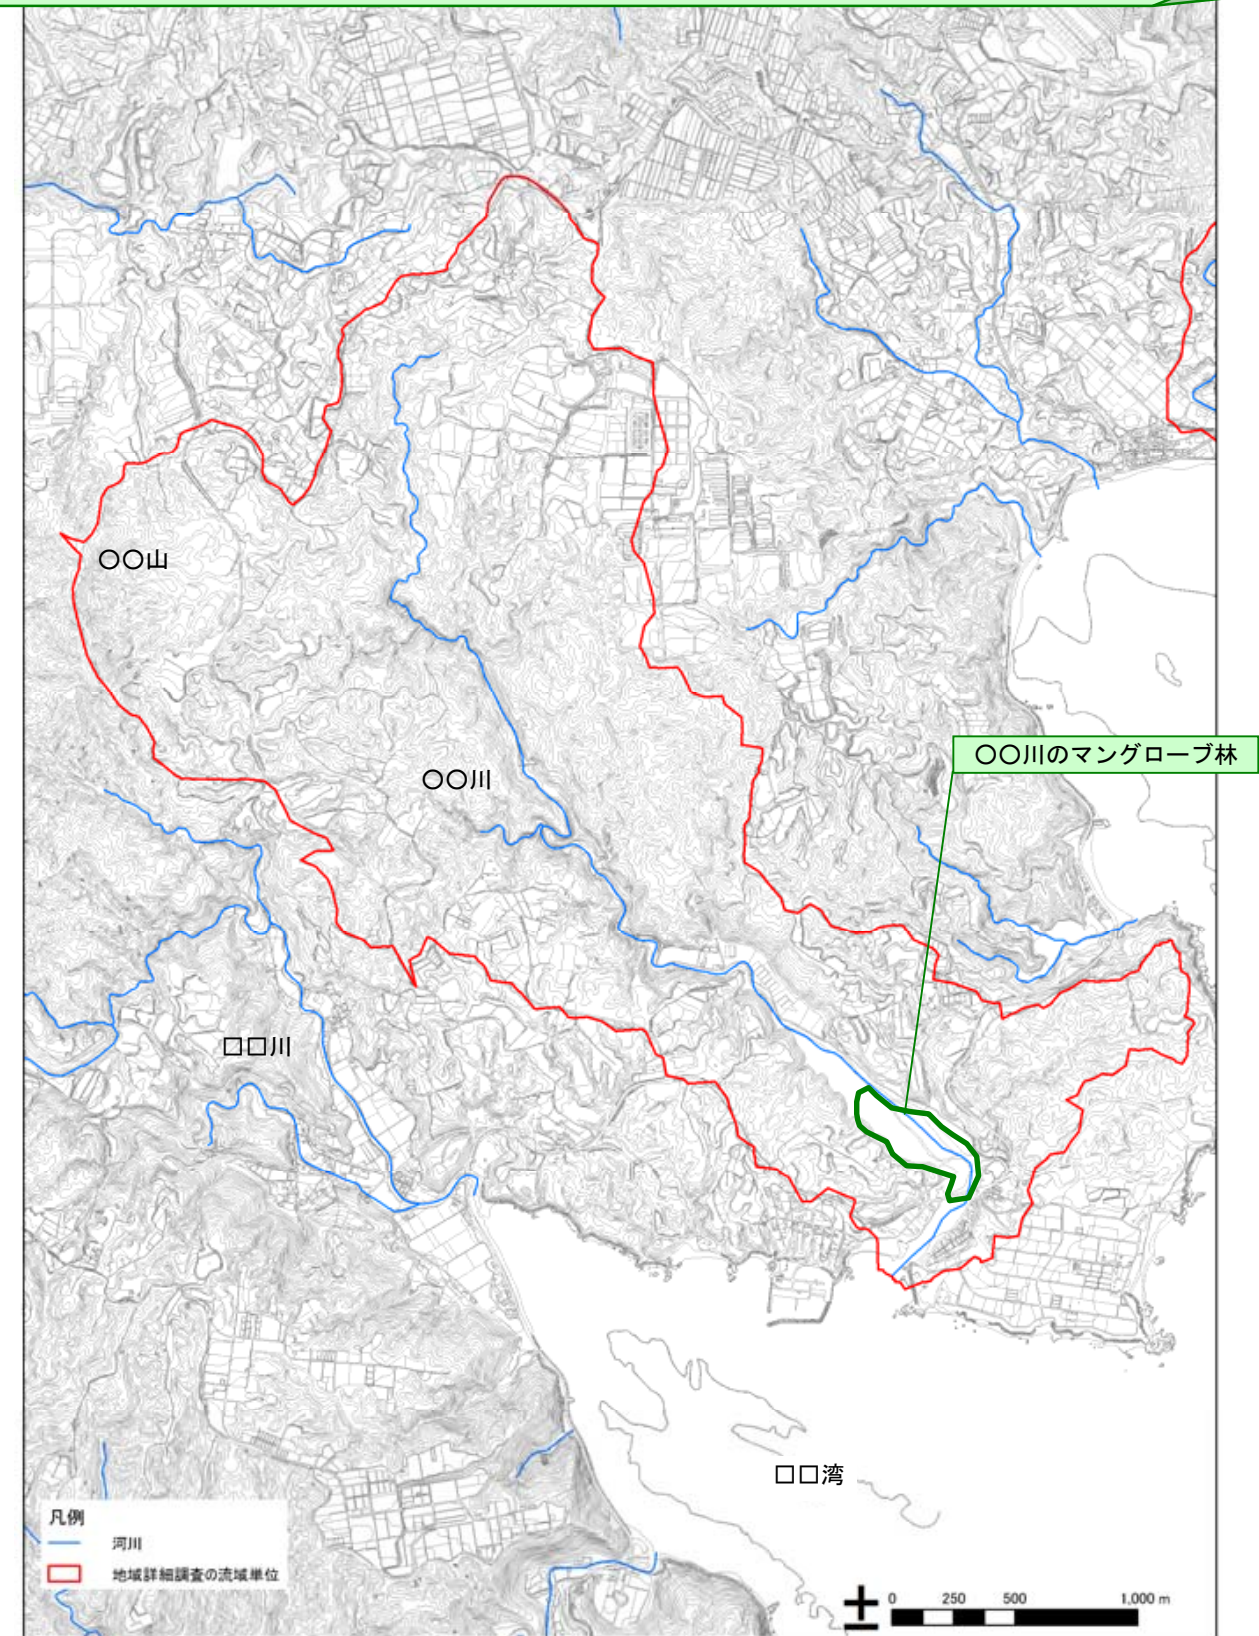 〇〇山
〇〇川のマングローブ林
〇〇川
□□川
□□湾
凡例
河川
地域詳細調査の流域単位
0 250 500 1,000 m